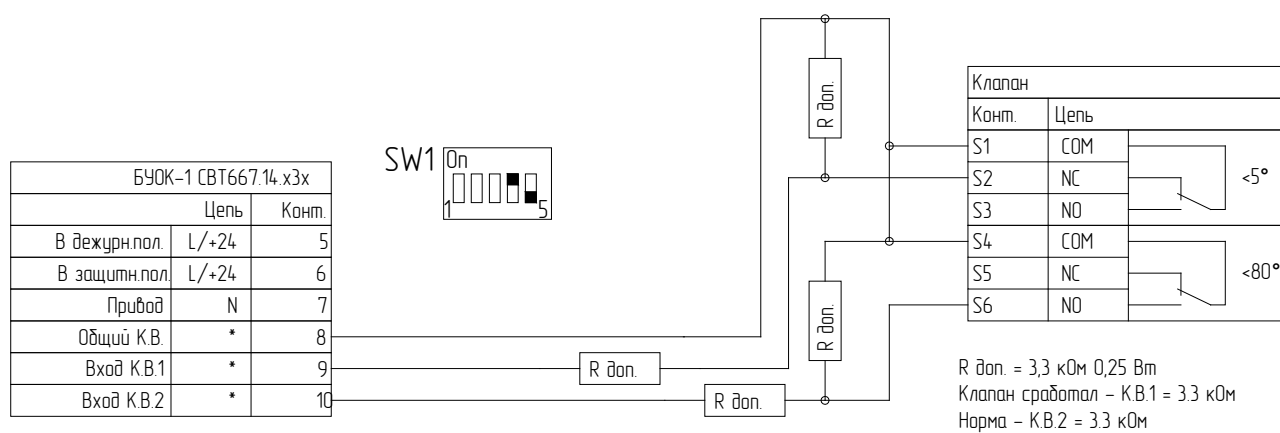 SW1
On
1
5
БУОК-1 СВТ667.14.х3х
Цепь Конт.
В дежурн.пол. L/+24 5
В защитн.пол. L/+24 6
Привод N 7
Общий К.В. * 8
Вход К.В.1 * 9
Вход К.В.2 * 10
R доп.
R доп.
R доп.
R доп.
Клапан
Конт. Цепь
S1 COM
S2 NC <5°
S3 NO
S4 COM
S5 NC <80°
S6 NO
R доп. = 3,3 кОм 0,25 Вт
Клапан сработал – К.В.1 = 3.3 кОм
Норма – К.В.2 = 3.3 кОм